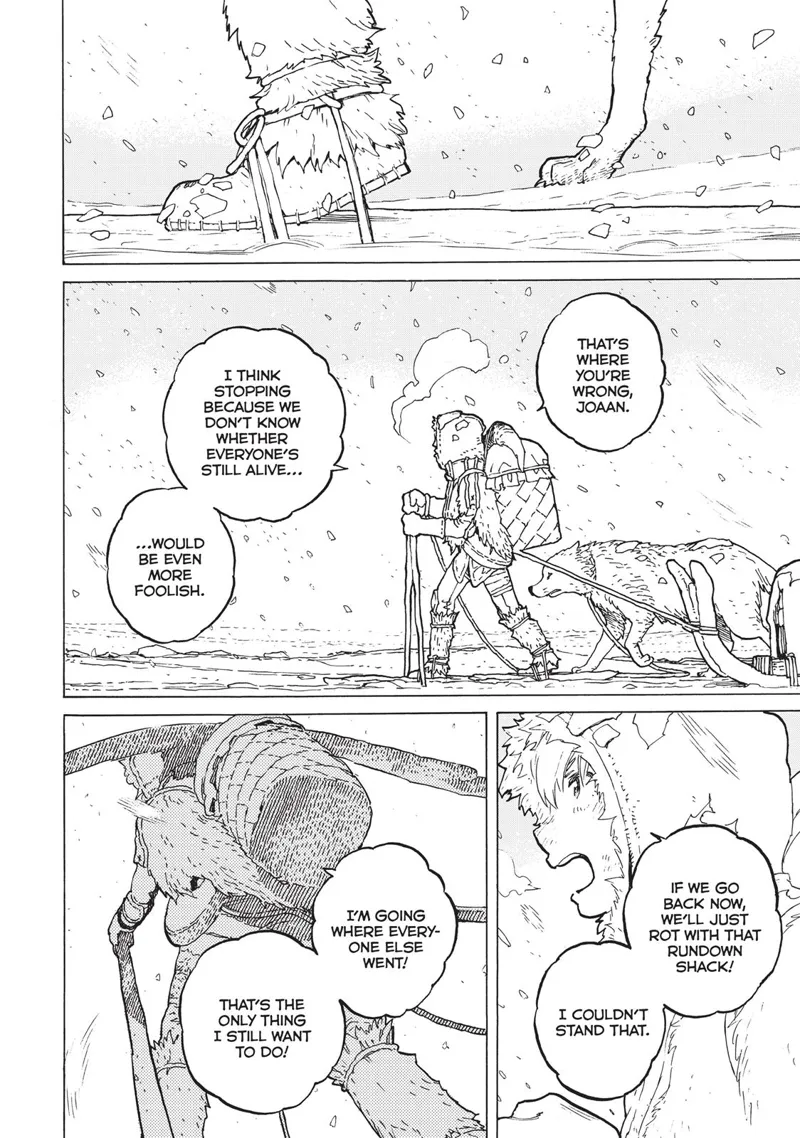 THAT'S
WHERE
YOU'RE
WRONG,
JOAAN.
I THINK
STOPPING
BECAUSE WE
DON'T KNOW
WHETHER
EVERYONE'S
STILL ALIVE...
...WOULD
BE EVEN
MORE
FOOLISH.
IF WE GO
BACK NOW,
WE'LL JUST
ROT WITH THAT
RUNDOWN
SHACK!
I COULDN'T
STAND THAT.
I'M GOING
WHERE EVERY-
ONE ELSE
WENT!
THAT'S THE
ONLY THING
I STILL WANT
TO DO!